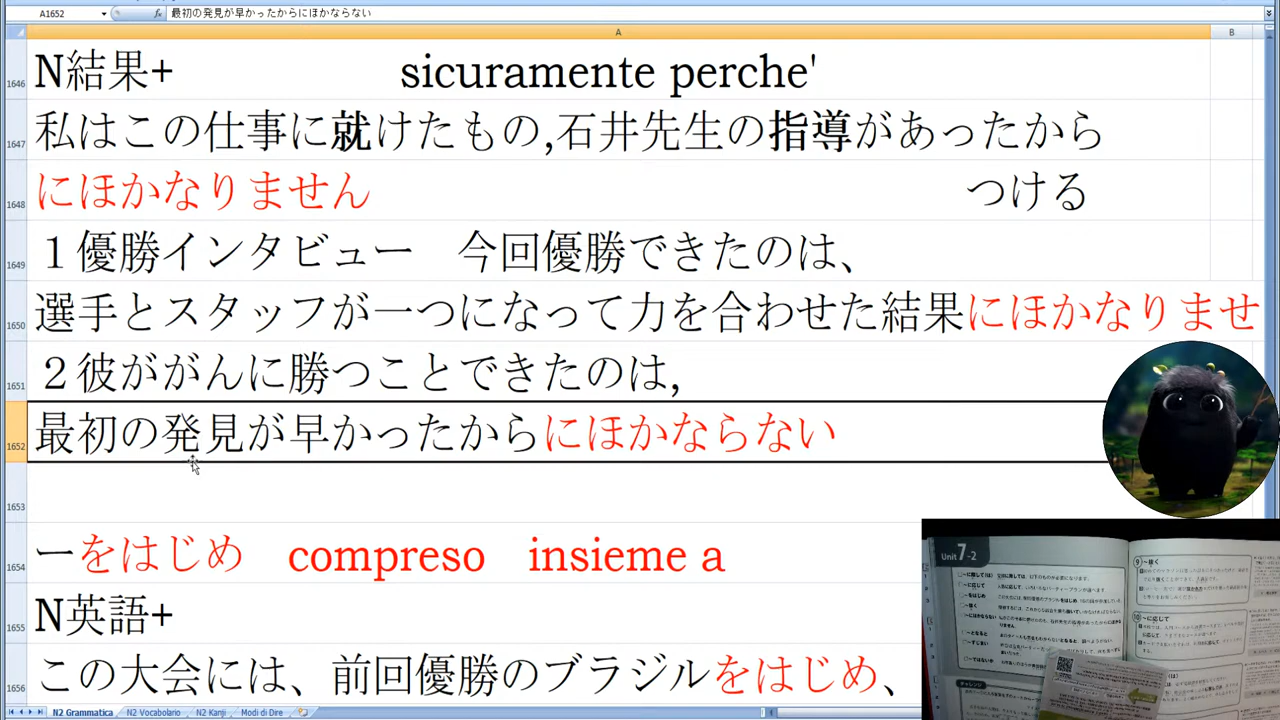 A1652
fx
最初の発見が早かったからにほかならない
A
B
1646
N結果+ sicuramente perche'
1647
私はこの仕事に就けたもの,石井先生の指導があったから
1648
にほかなりません つける
1649
１優勝インタビュー 今回優勝できたのは、
1650
選手とスタッフが一つになって力を合わせた結果にほかなりませ
1651
２彼ががんに勝つことできたのは,
1652
最初の発見が早かったからにほかならない
1653
1654
ーをはじめ compreso insieme a
1655
N英語+
1656
この大会には、前回優勝のブラジルをはじめ、
Unit 7-2
N2 Grammatica N2 Vocabolario N2 Kanji Modi di Dire